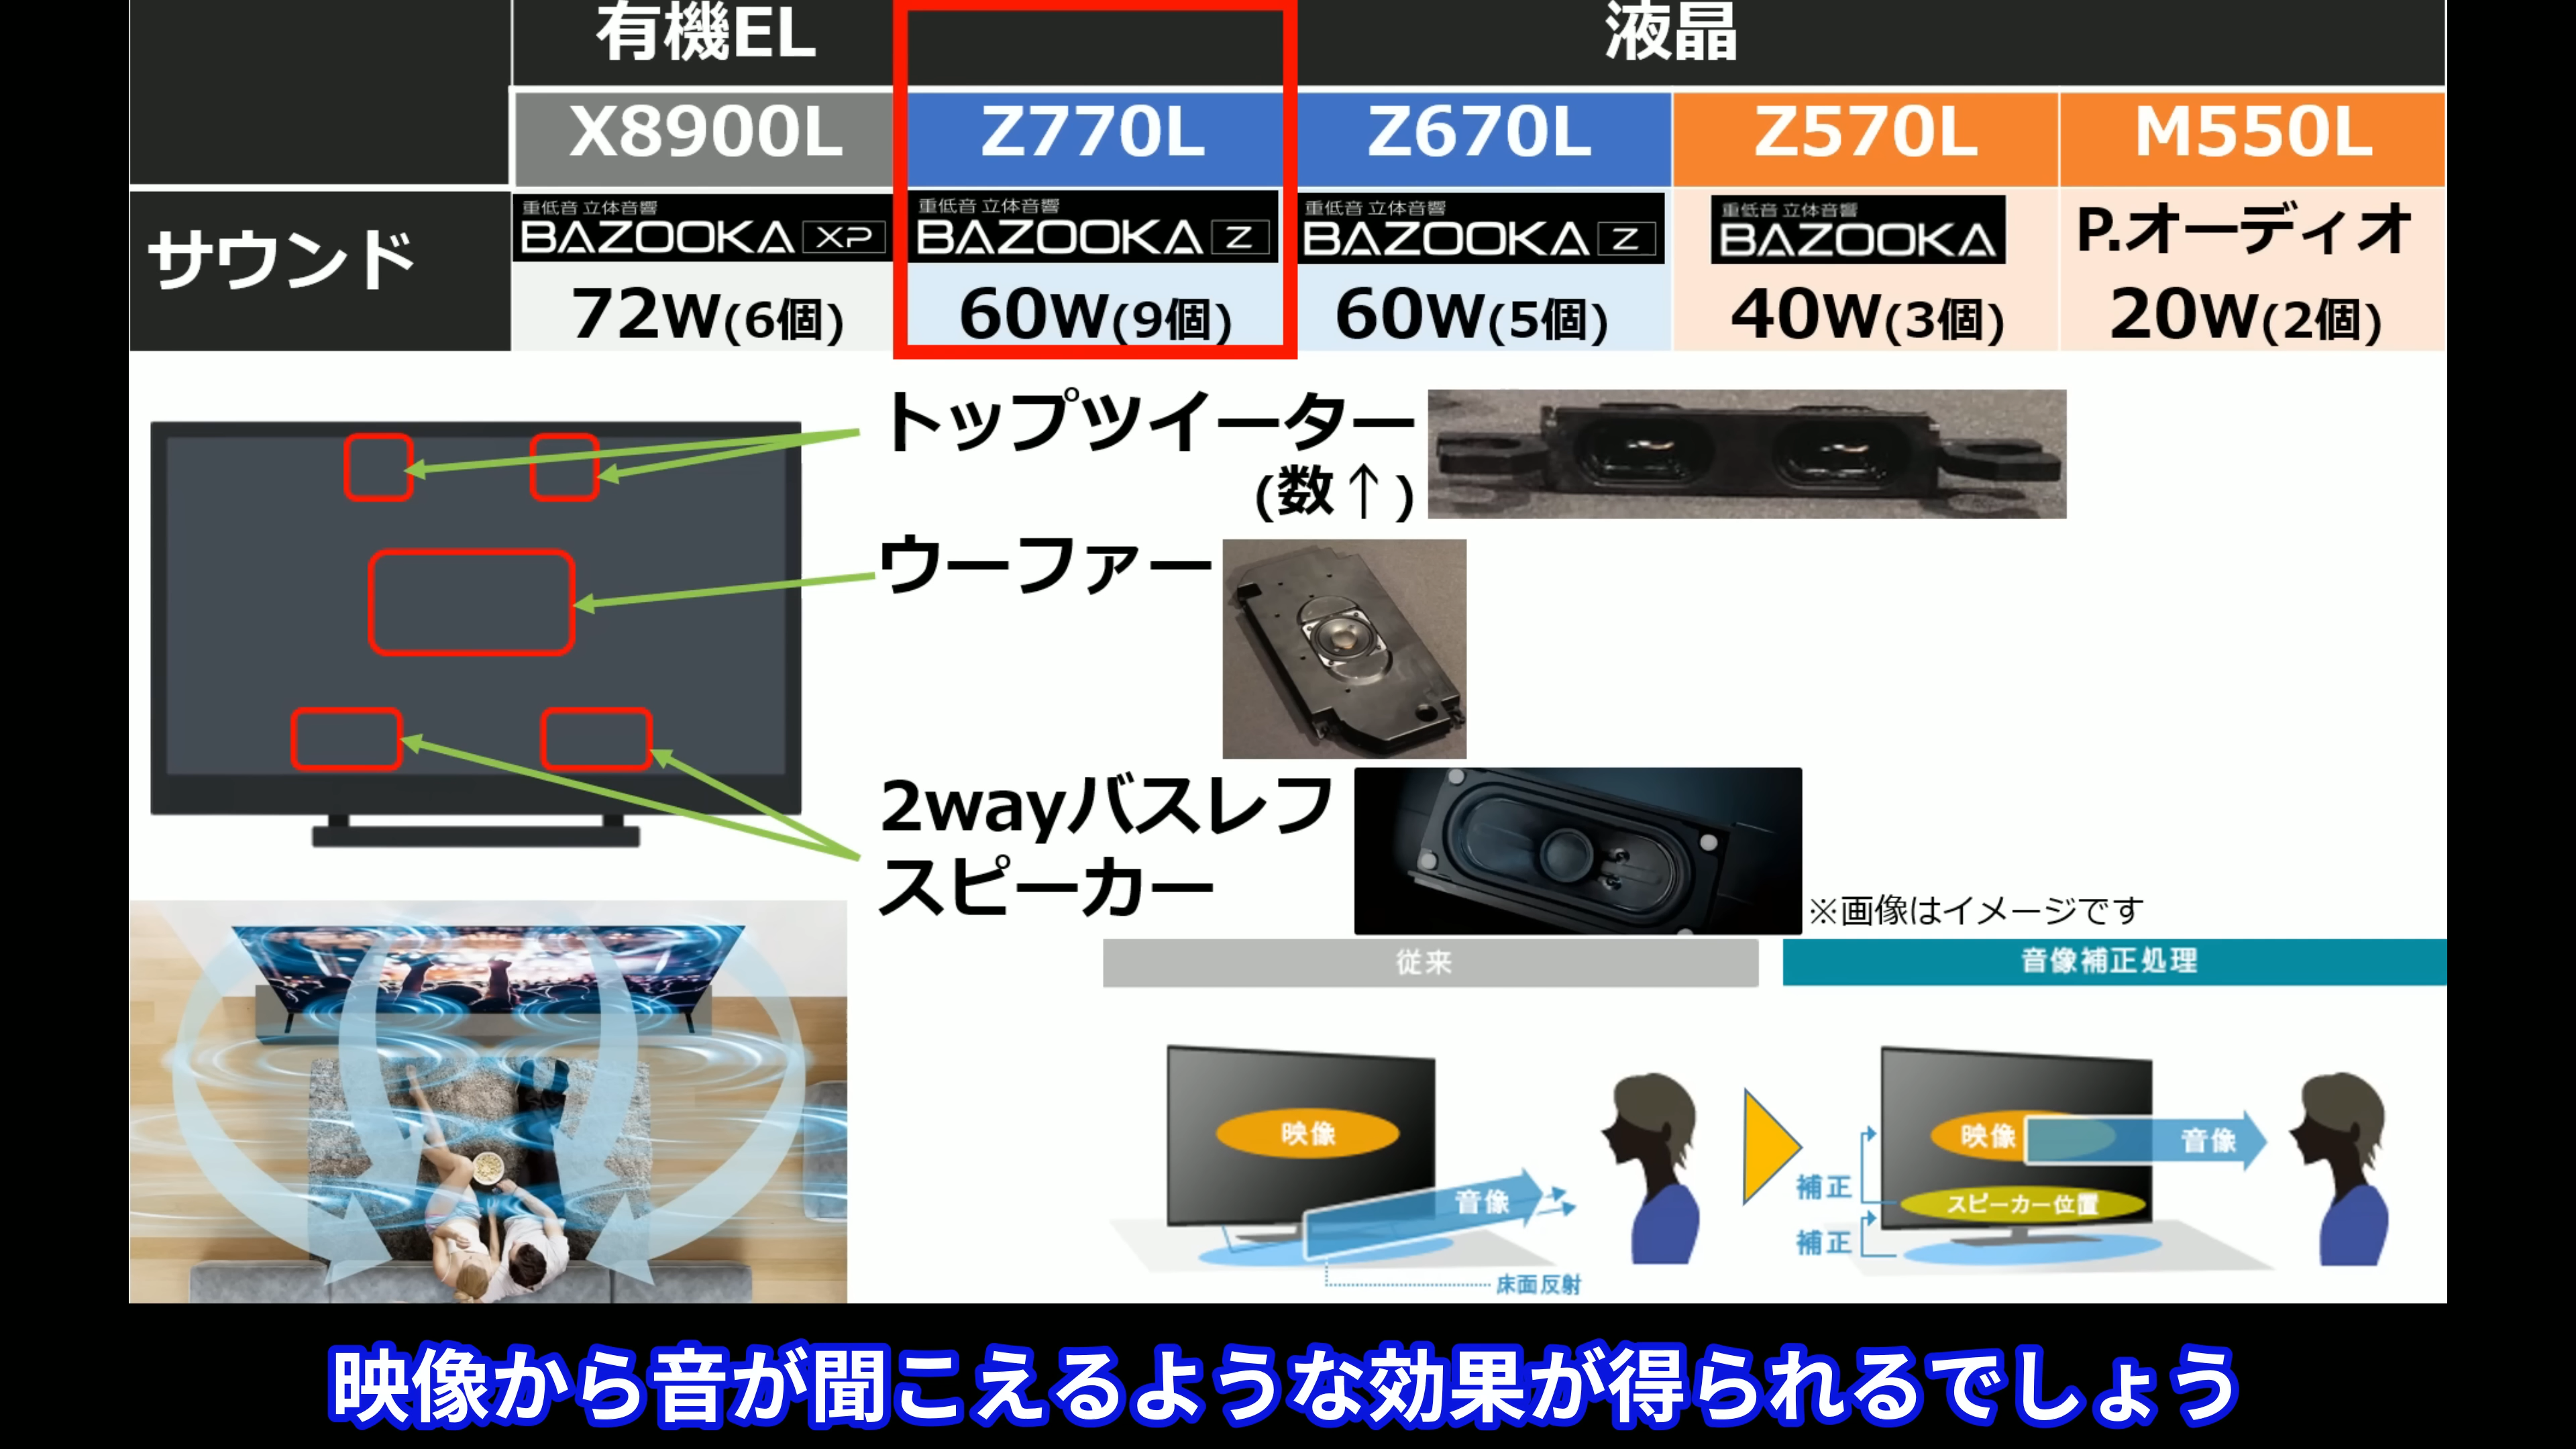 有機EL
液晶
X8900L
Z770L
Z670L
Z570L
M550L
サウンド
重低音 立体音響
BAZOOKA XP
72W(6個)
重低音 立体音響
BAZOOKA Z
60W(9個)
重低音 立体音響
BAZOOKA Z
60W(5個)
重低音 立体音響
BAZOOKA
40W(3個)
P.オーディオ
20W(2個)
トップツイーター
(数↑)
ウーファー
2wayバスレフ
スピーカー
※画像はイメージです
従来
音像補正処理
映像
音像
床面反射
映像
音像
補正
スピーカー位置
補正
映像から音が聞こえるような効果が得られるでしょう